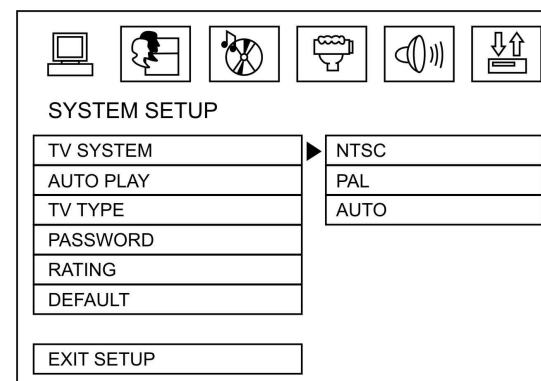 SYSTEM SETUP
TV SYSTEM
NTSC
AUTO PLAY
PAL
TV TYPE
AUTO
PASSWORD
RATING
DEFAULT
EXIT SETUP